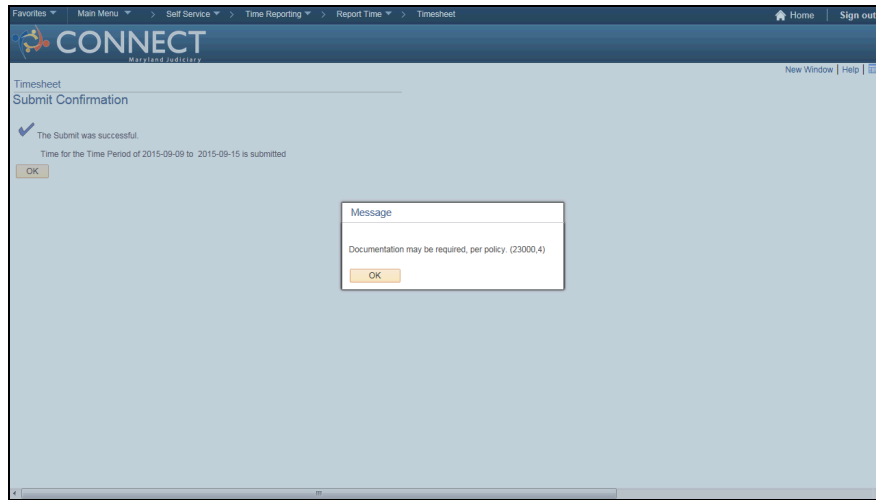 Favorites Main Menu > Self Service > Time Reporting > Report Time > Timesheet Home Sign out
CONNECT
Maryland Judiciary
New Window | Help |
Timesheet
Submit Confirmation
The Submit was successful.
Time for the Time Period of 2015-09-09 to 2015-09-15 is submitted
OK
Message
Documentation may be required, per policy. (23000,4)
OK